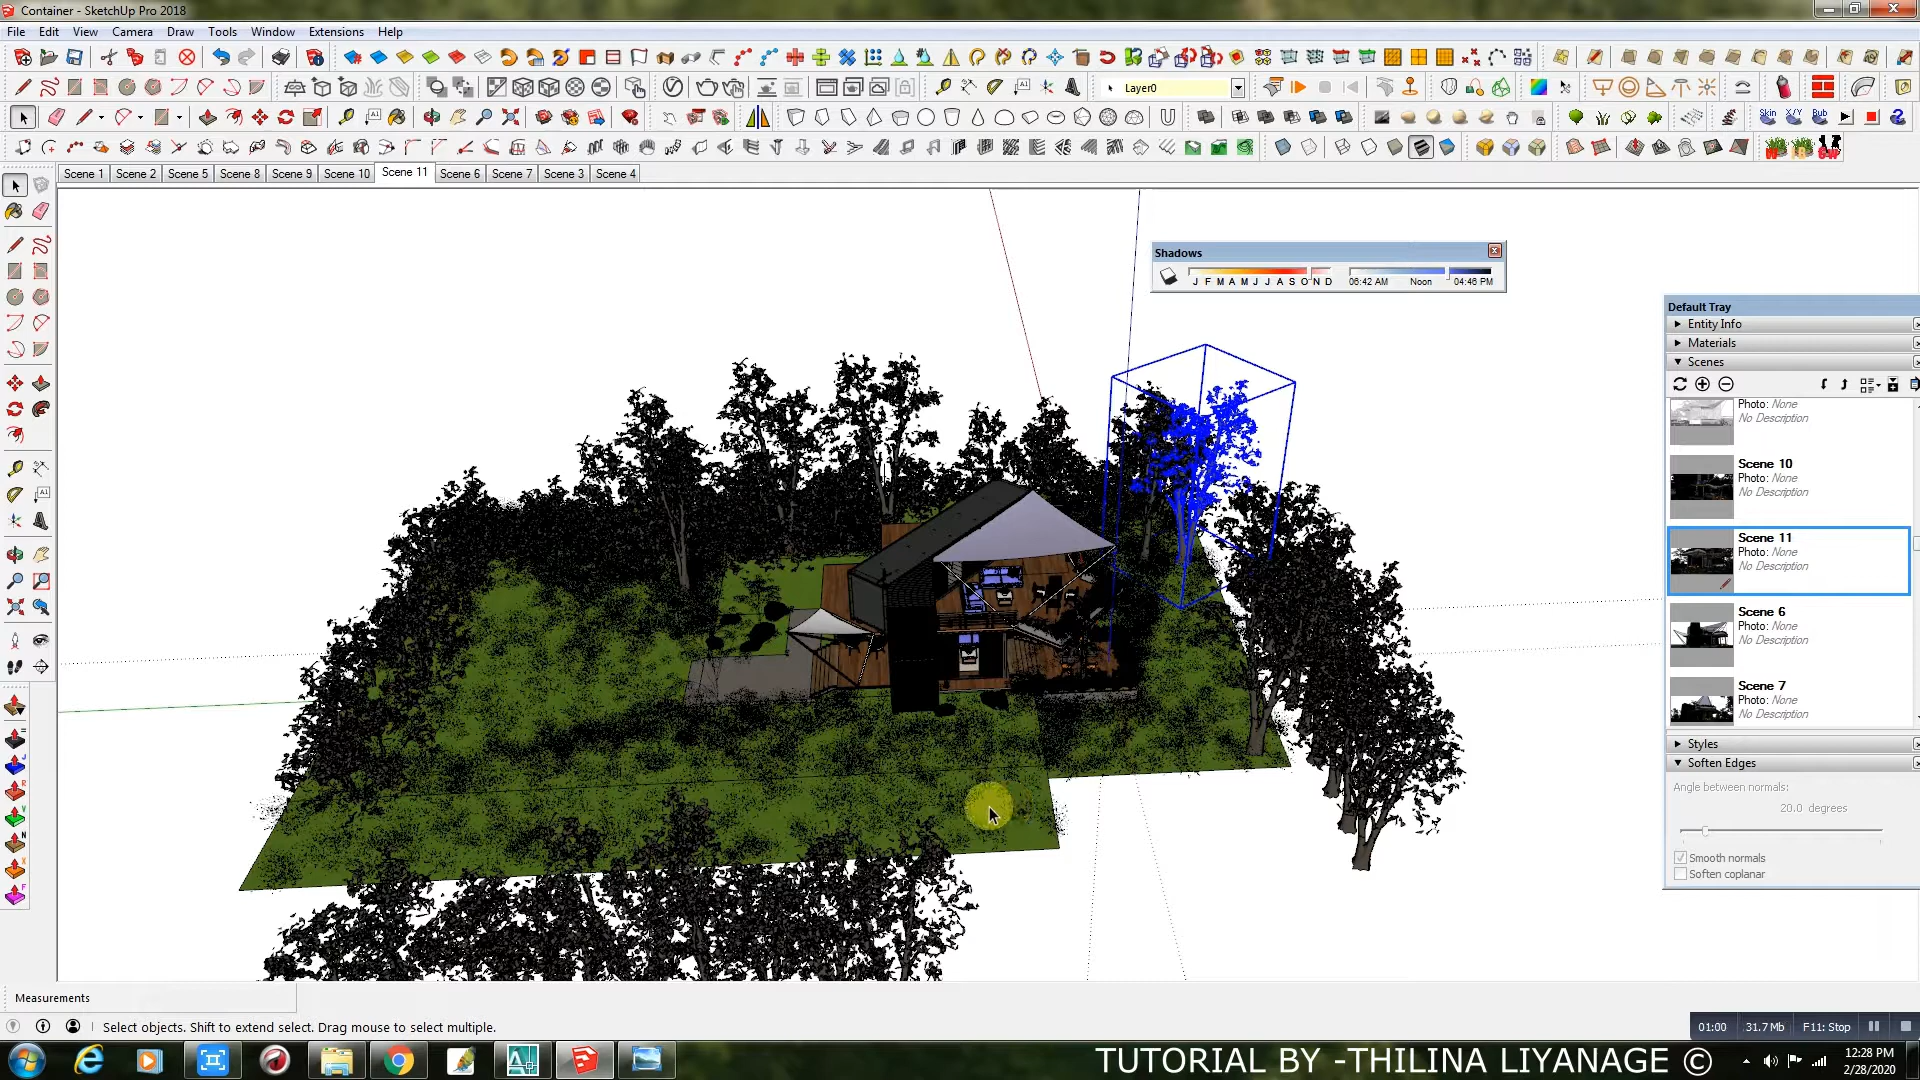 Container - SketchUp Pro 2018
File Edit View Camera Draw Tools Window Extensions Help
Layer0
Skin X/Y Bub
Scene 1 Scene 2 Scene 5 Scene 8 Scene 9 Scene 10 Scene 11 Scene 6 Scene 7 Scene 3 Scene 4
Shadows
J F M A M J J A S O N D 06:42 AM Noon 04:46 PM
Default Tray
Entity Info
Materials
Scenes
Photo: None
No Description
Scene 10
Photo: None
No Description
Scene 11
Photo: None
No Description
Scene 6
Photo: None
No Description
Scene 7
Photo: None
No Description
Styles
Soften Edges
Angle between normals:
20.0 degrees
Smooth normals
Soften coplanar
Measurements
Select objects. Shift to extend select. Drag mouse to select multiple.
01:00 31.7 Mb F11: Stop
TUTORIAL BY -THILINA LIYANAGE ©
12:28 PM
2/28/2020